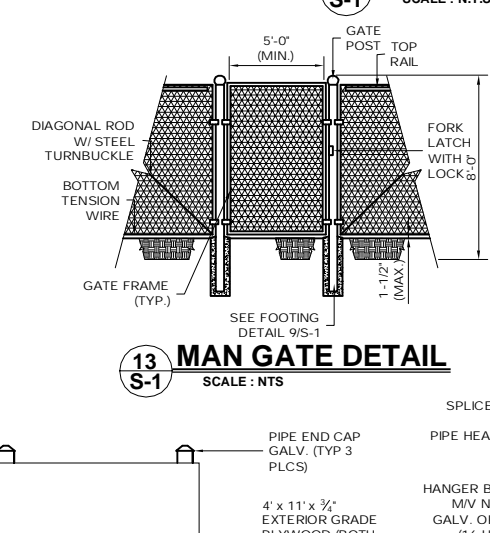 S-1
SCALE : N.T.S
5'-0"
(MIN.)
GATE
POST
TOP
RAIL
DIAGONAL ROD
W/ STEEL
TURNBUCKLE
BOTTOM
TENSION
WIRE
FORK
LATCH
WITH
LOCK
8'-0"
1 -1/2"
(MAX.)
GATE FRAME
(TYP.)
SEE FOOTING
DETAIL 9/S-1
13
S-1
MAN GATE DETAIL
SCALE : NTS
SPLICE
PIPE END CAP
GALV. (TYP 3
PLCS)
PIPE HEA
4' x 11' x ¾"
EXTERIOR GRADE
PLYWOOD (BOTH
HANGER B
M/V N
GALV. O